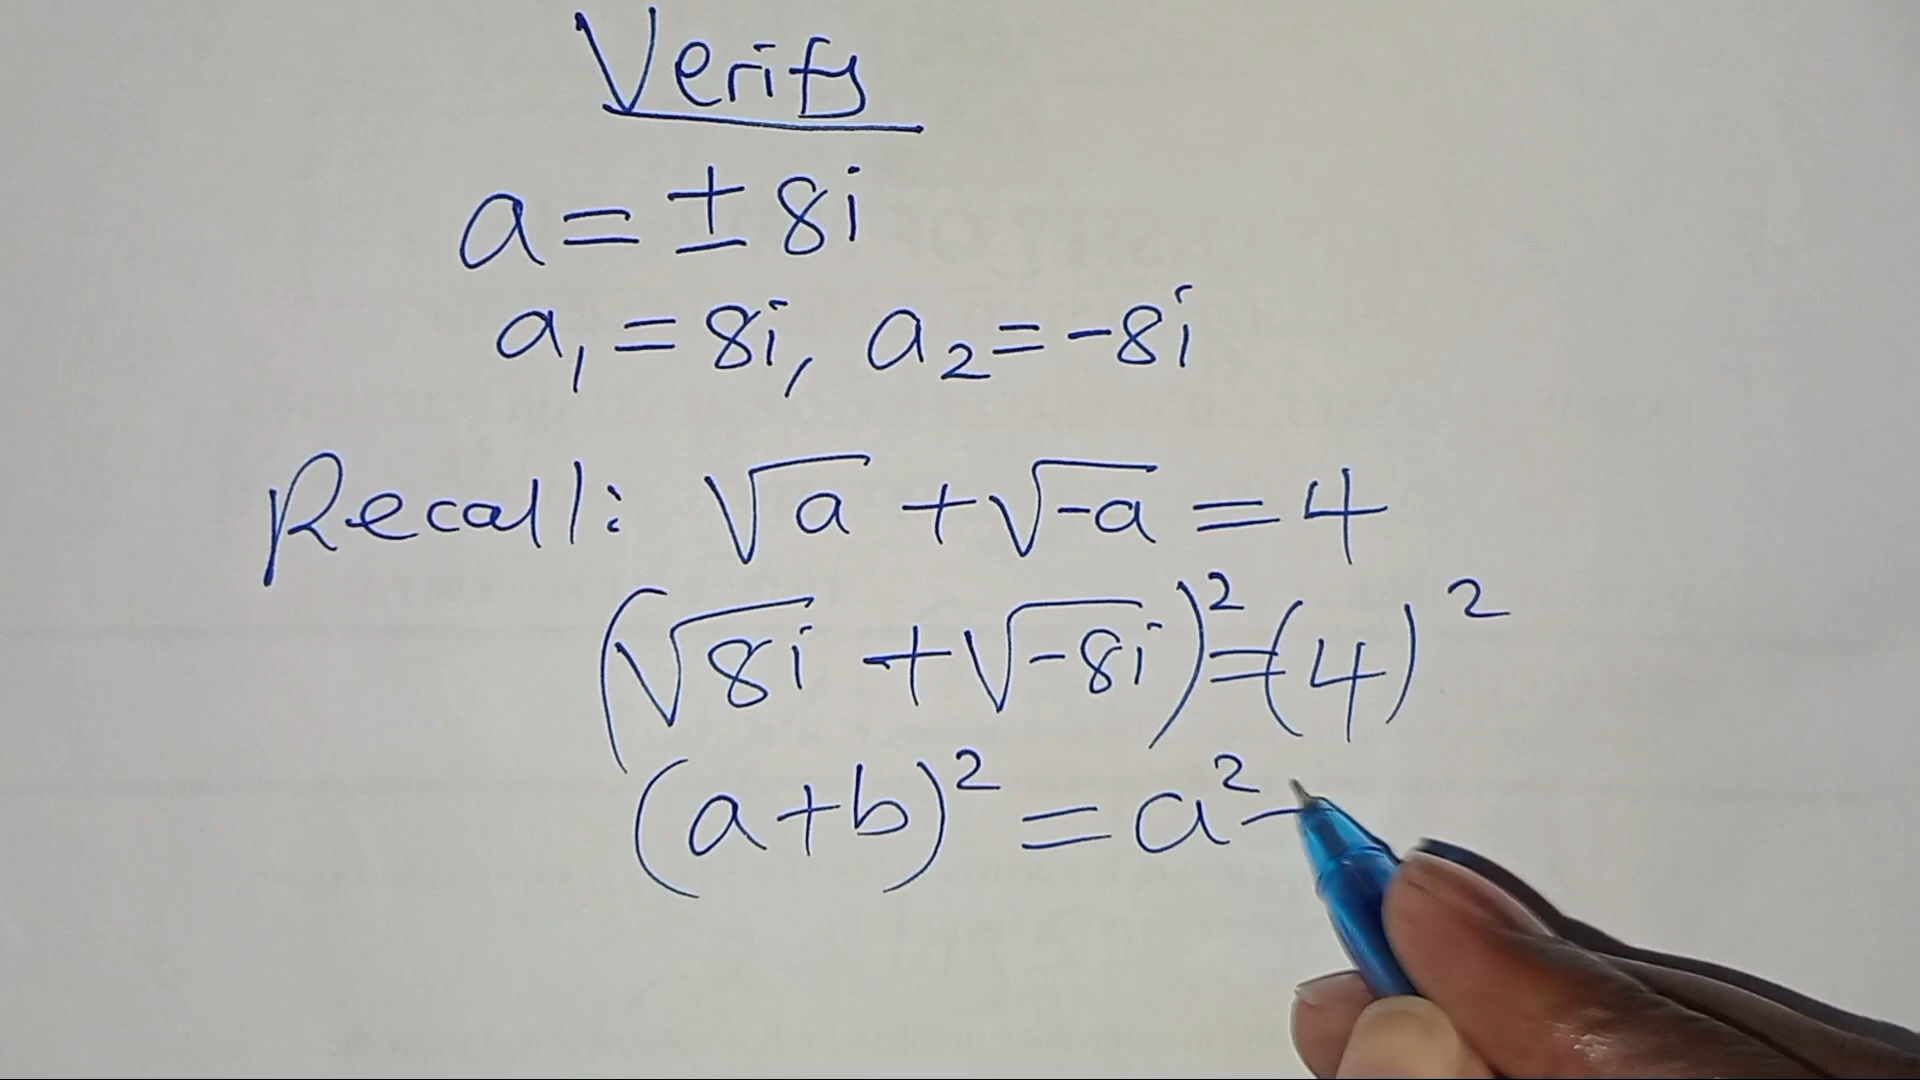 Verify
a = ± 8i
a₁ = 8i, a₂ = -8i
Recall: √a + √-a = 4
(√8i + √-8i)² = (4)²
(a+b)² = a² -